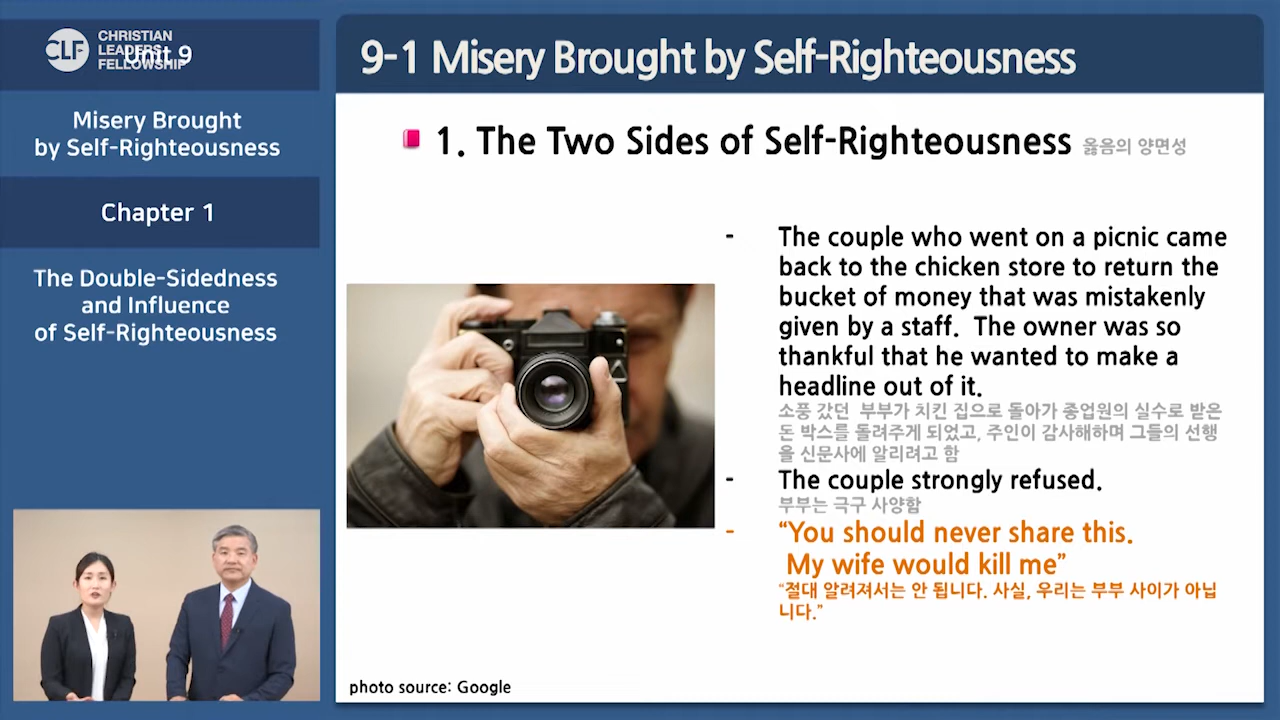 CLF
CHRISTIAN
LEADERS
FELLOWSHIP
Unit 9
Misery Brought
by Self-Righteousness
Chapter 1
The Double-Sidedness
and Influence
of Self-Righteousness
9-1 Misery Brought by Self-Righteousness
1. The Two Sides of Self-Righteousness 옳음의 양면성
- The couple who went on a picnic came
back to the chicken store to return the
bucket of money that was mistakenly
given by a staff. The owner was so
thankful that he wanted to make a
headline out of it.
소풍 갔던 부부가 치킨 집으로 돌아가 종업원의 실수로 받은
돈 박스를 돌려주게 되었고, 주인이 감사해하며 그들의 선행
을 신문사에 알리려고 함
- The couple strongly refused.
부부는 극구 사양함
- “You should never share this.
My wife would kill me”
“절대 알려져서는 안 됩니다. 사실, 우리는 부부 사이가 아닙
니다.”
photo source: Google